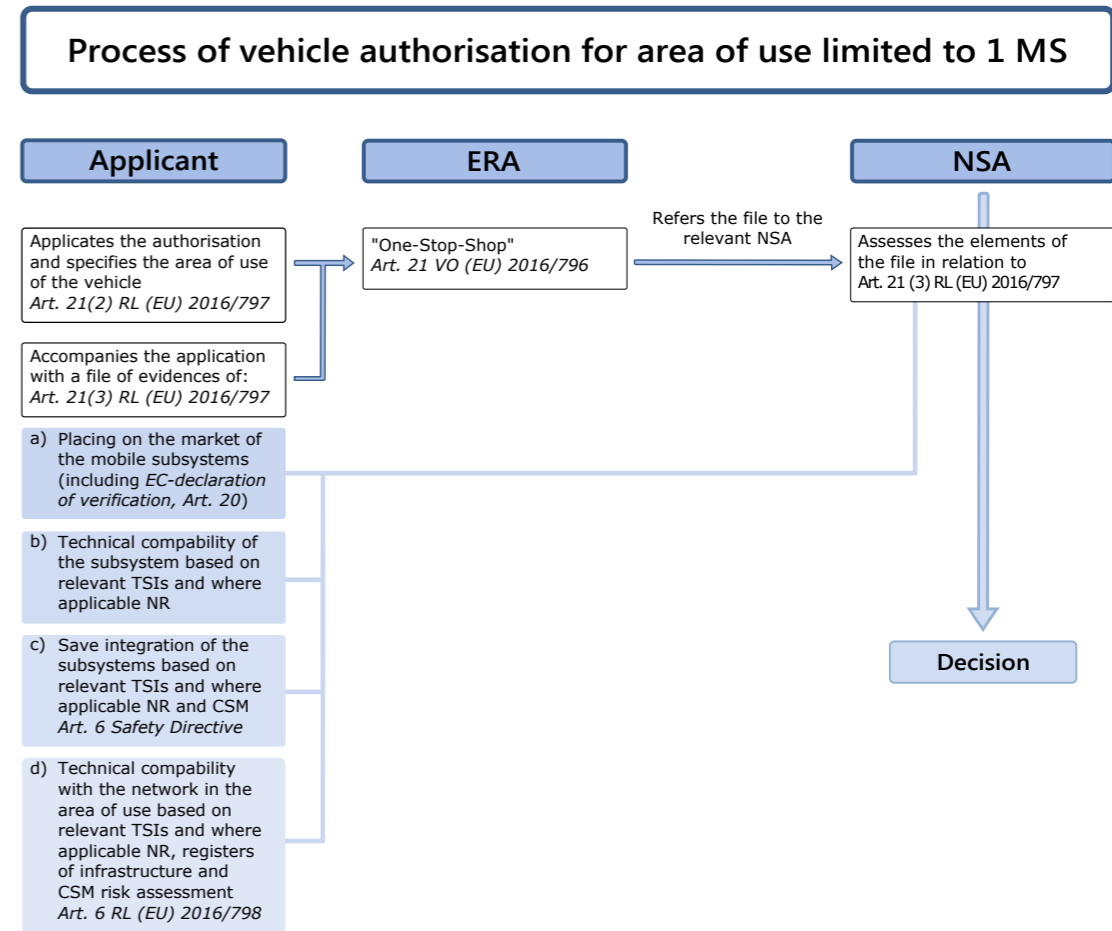 Process of vehicle authorisation for area of use limited to 1 MS
Applicant
ERA
NSA
Applicates the authorisation
and specifies the area of use
of the vehicle
Art. 21(2) RL (EU) 2016/797
"One-Stop-Shop"
Art. 21 VO (EU) 2016/796
Refers the file to the
relevant NSA
Assesses the elements of
the file in relation to
Art. 21 (3) RL (EU) 2016/797
Accompanies the application
with a file of evidences of:
Art. 21(3) RL (EU) 2016/797
a) Placing on the market of
the mobile subsystems
(including EC-declaration
of verification, Art. 20)
b) Technical compability of
the subsystem based on
relevant TSIs and where
applicable NR
c) Save integration of the
subsystems based on
relevant TSIs and where
applicable NR and CSM
Art. 6 Safety Directive
d) Technical compability
with the network in the
area of use based on
relevant TSIs and where
applicable NR, registers
of infrastructure and
CSM risk assessment
Art. 6 RL (EU) 2016/798
Decision